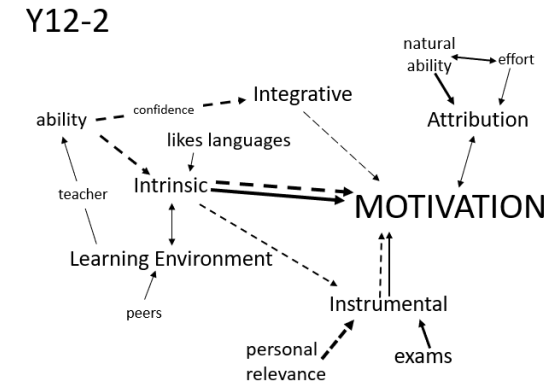 Y12-2
natural
ability
effort
Integrative
confidence
ability
Attribution
likes languages
Intrinsic
teacher
MOTIVATION
Learning Environment
Instrumental
peers
personal
relevance
exams